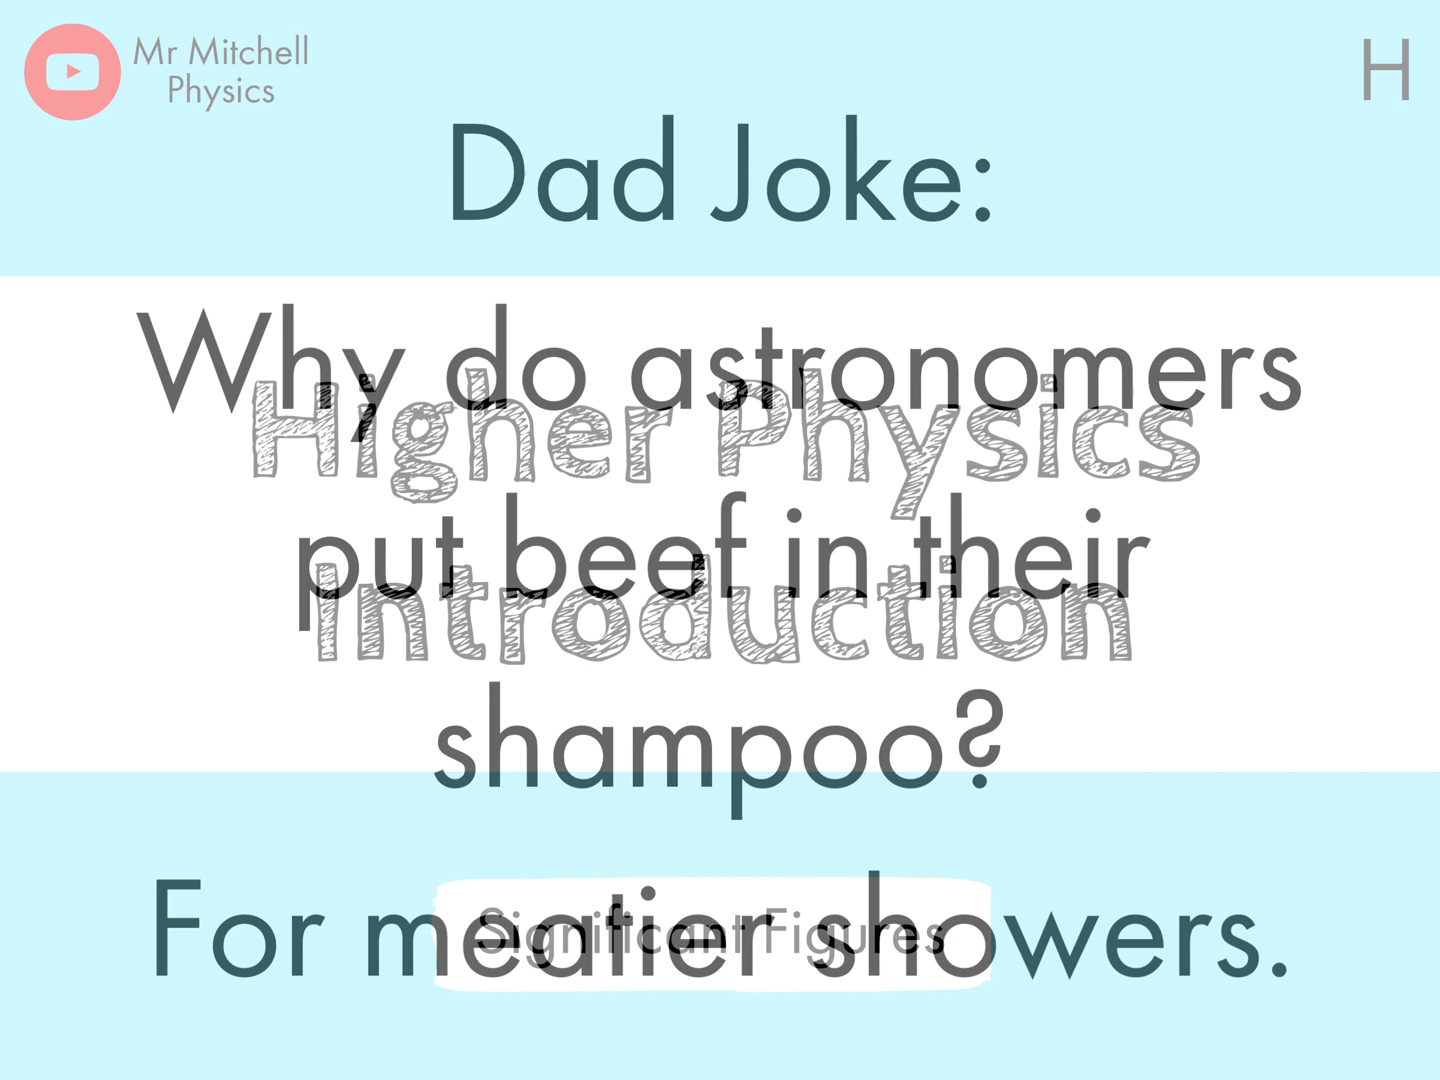 Mr Mitchell
Physics
H
Dad Joke:
Why do astronomers
Higher Physics
put beef in their
Introduction
shampoo?
For meatier showers.
Significant Figures